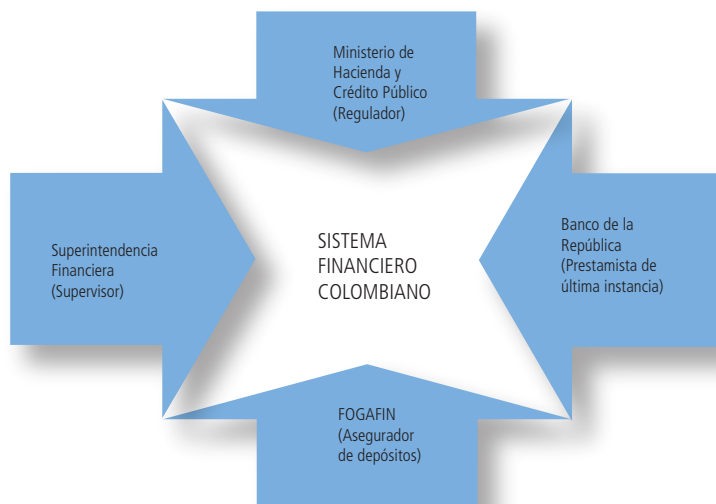 Ministerio de
Hacienda y
Crédito Público
(Regulador)
Superintendencia
Financiera
(Supervisor)
SISTEMA
FINANCIERO
COLOMBIANO
Banco de la
República
(Prestamista de
última instancia)
FOGAFIN
(Asegurador
de depósitos)